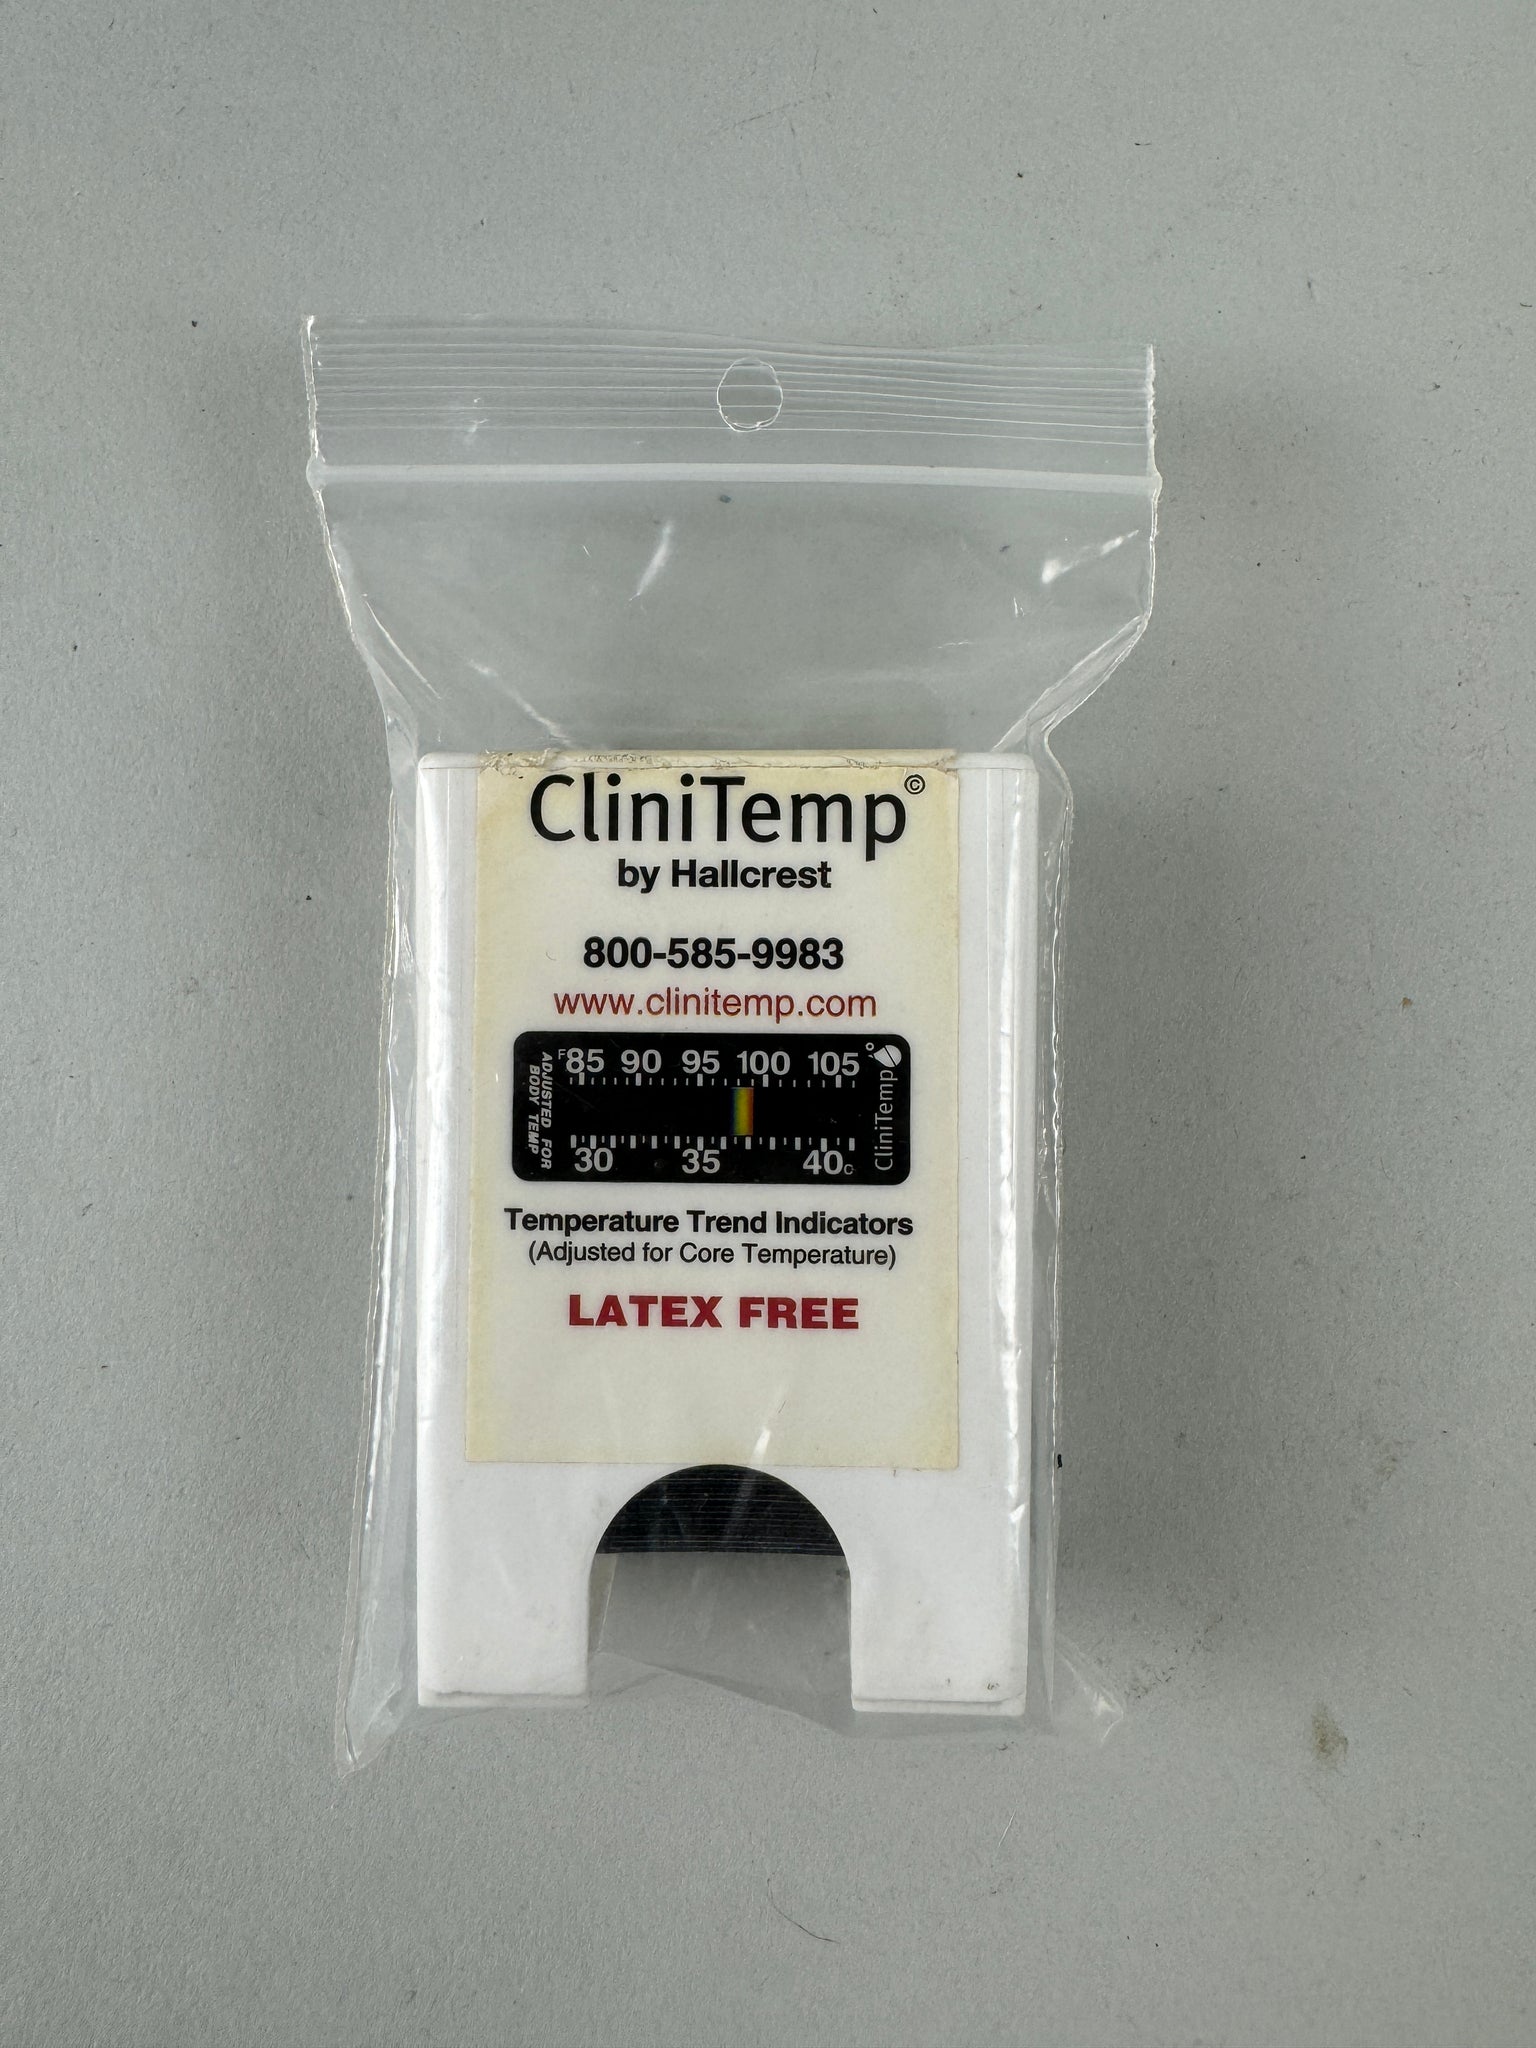 CliniTemp©
by Hallcrest
800-585-9983
www.clinitemp.com
F 85 90 95 100 105 °
ADJUSTED FOR
BODY TEMP
CliniTemp
30 35 40 C
Temperature Trend Indicators
(Adjusted for Core Temperature)
LATEX FREE